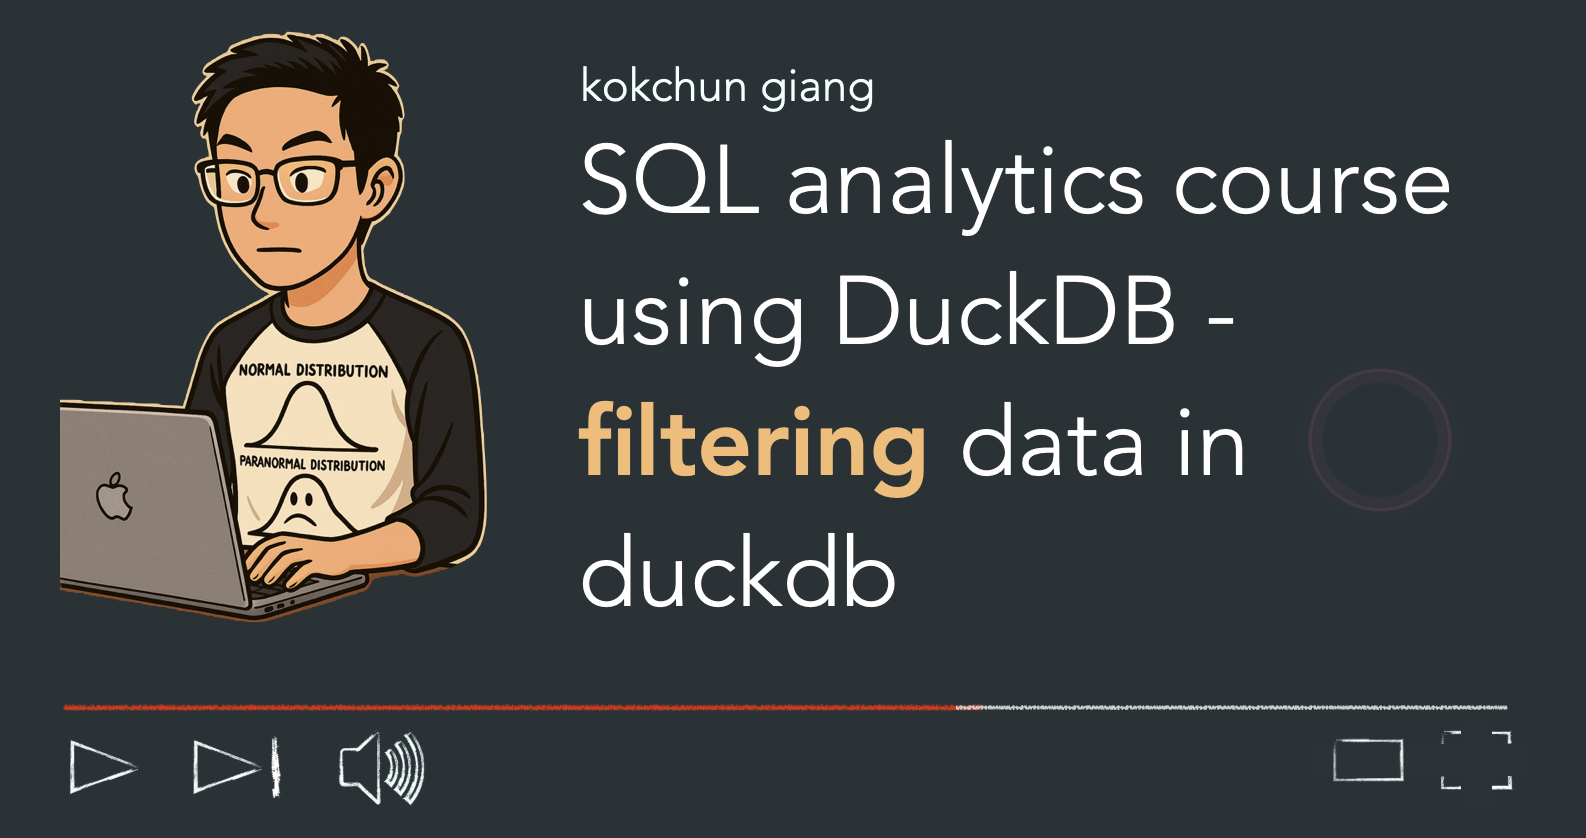 kokchun giang
SQL analytics course
using DuckDB -
filtering data in
duckdb
NORMAL DISTRIBUTION
PARANORMAL DISTRIBUTION